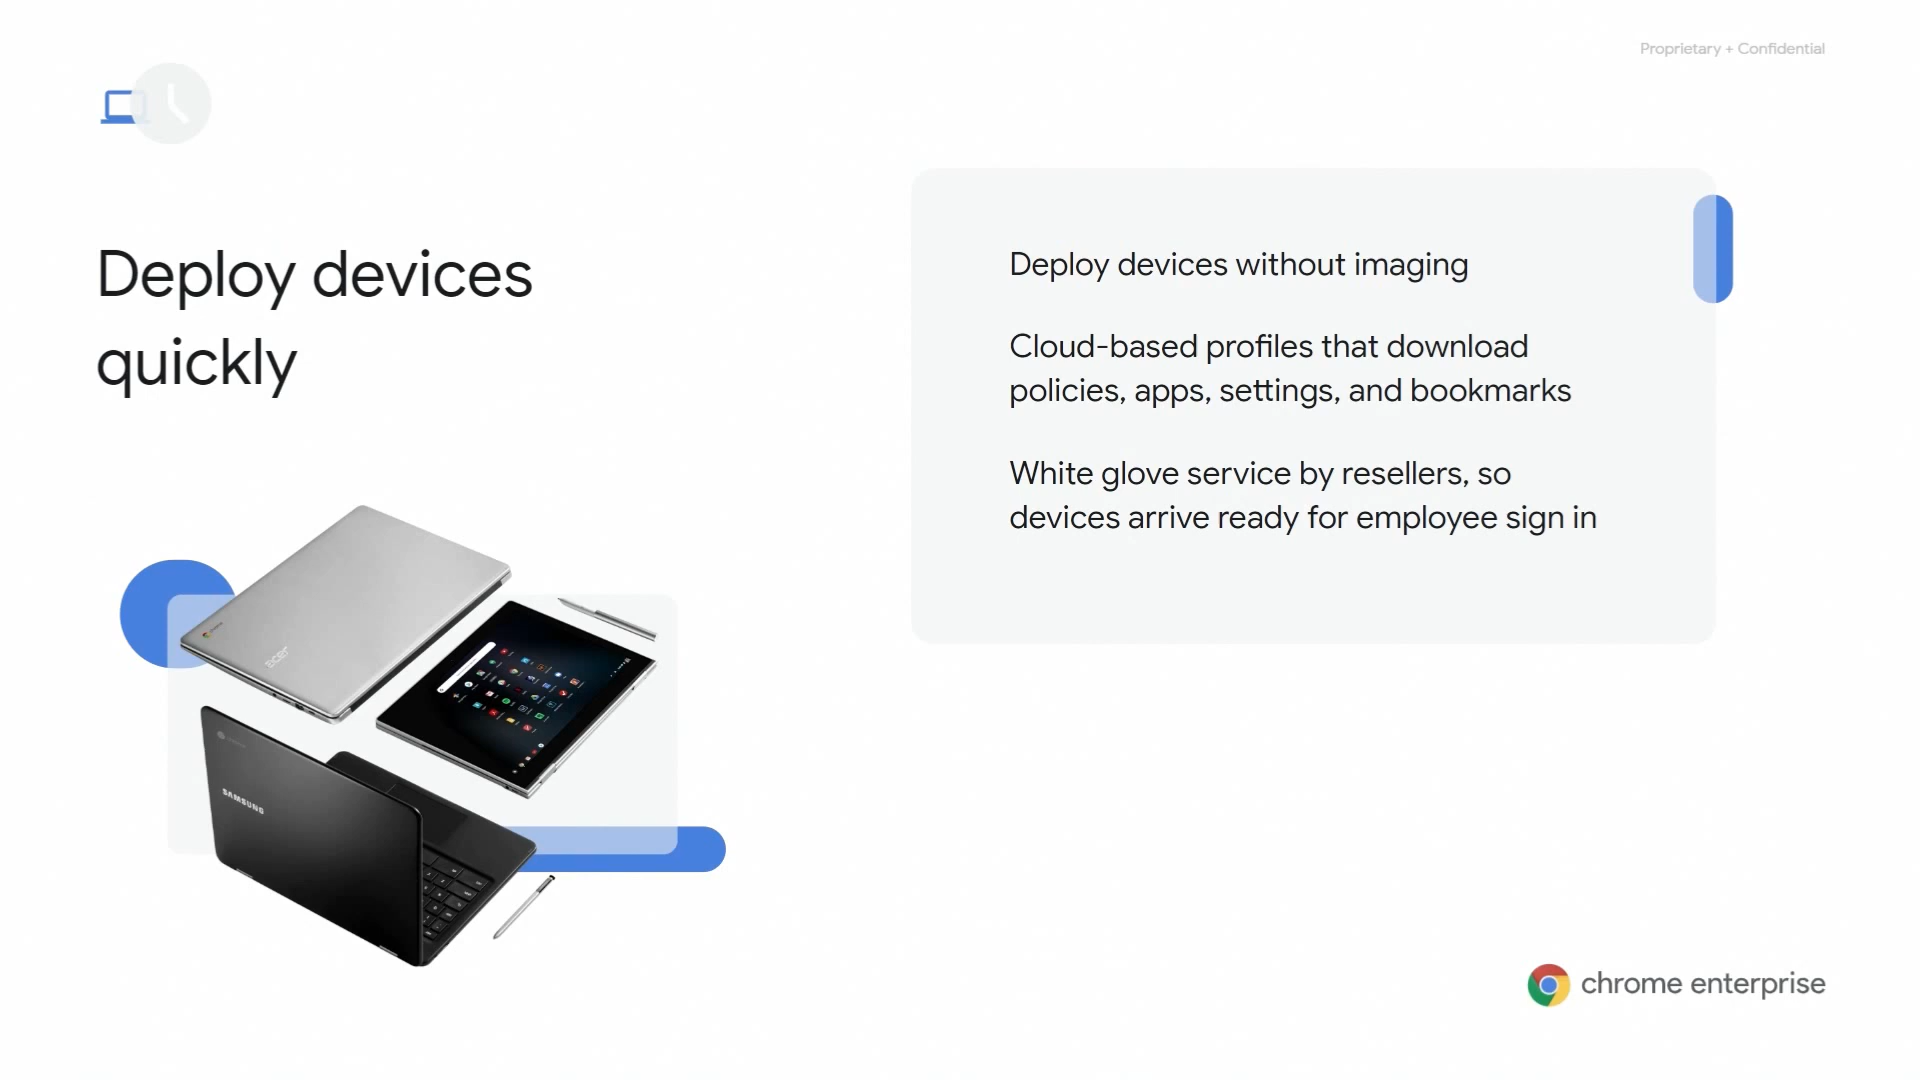 Proprietary + Confidential
Deploy devices
quickly
Deploy devices without imaging
Cloud-based profiles that download
policies, apps, settings, and bookmarks
White glove service by resellers, so
devices arrive ready for employee sign in
acer
SAMSUNG
chrome enterprise